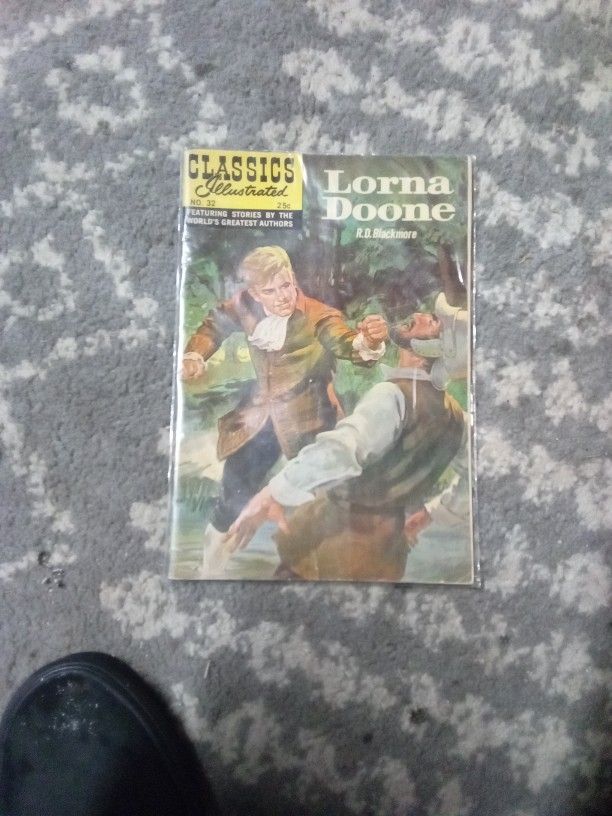 CLASSICS
Illustrated
NO. 32 25c
FEATURING STORIES BY THE
WORLD'S GREATEST AUTHORS
Lorna
Doone
R.D. Blackmore